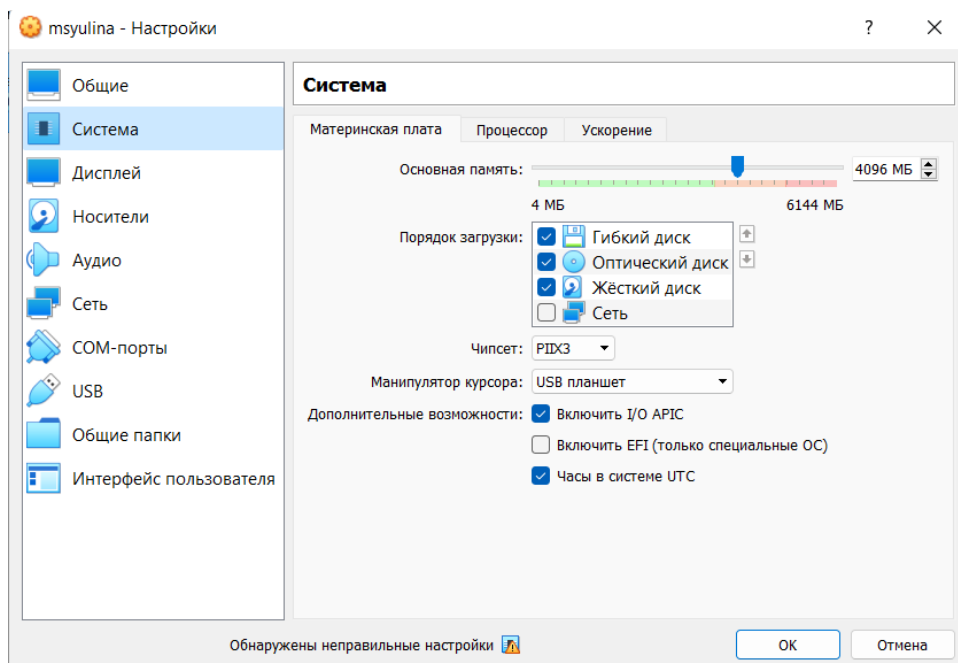 msyulina - Настройки ?
Общие
Система
Дисплей
Носители
Аудио
Сеть
COM-порты
USB
Общие папки
Интерфейс пользователя
Система
Материнская плата Процессор Ускорение
Основная память: 4096 МБ
4 МБ 6144 МБ
Порядок загрузки: Гибкий диск
Оптический диск
Жёсткий диск
Сеть
Чипсет: PIIX3
Манипулятор курсора: USB планшет
Дополнительные возможности: Включить I/O APIC
Включить EFI (только специальные ОС)
Часы в системе UTC
Обнаружены неправильные настройки OK Отмена